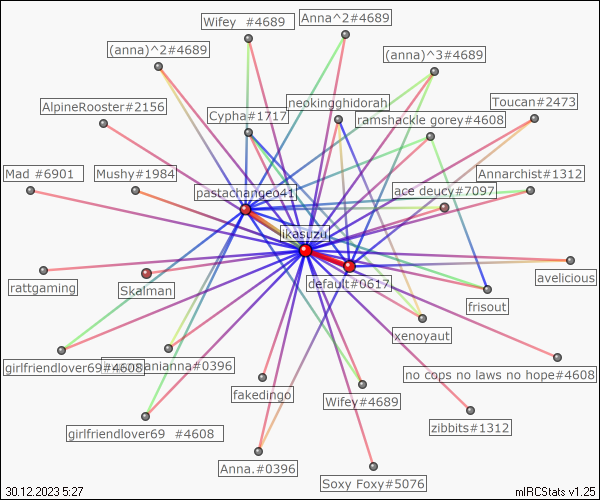 Wifey  #4689
Anna^2#4689
(anna)^2#4689
(anna)^3#4689
AlpineRooster#2156
Cypha#1717
neokingghidorah
ramshackle gorey#4608
Toucan#2473
Mad #6901
Mushy#1984
pastachangeo41
ace deucy#7097
Annarchist#1312
ikasuzu
rattgaming
Skalman
default#0617
avelicious
frisout
xenoyaut
girlfriendlover69#4608
anianna#0396
no cops no laws no hope#4608
fakedingo
Wifey#4689
girlfriendlover69  #4608
zibbits#1312
Anna.#0396
Soxy Foxy#5076
30.12.2023 5:27
mIRCStats v1.25